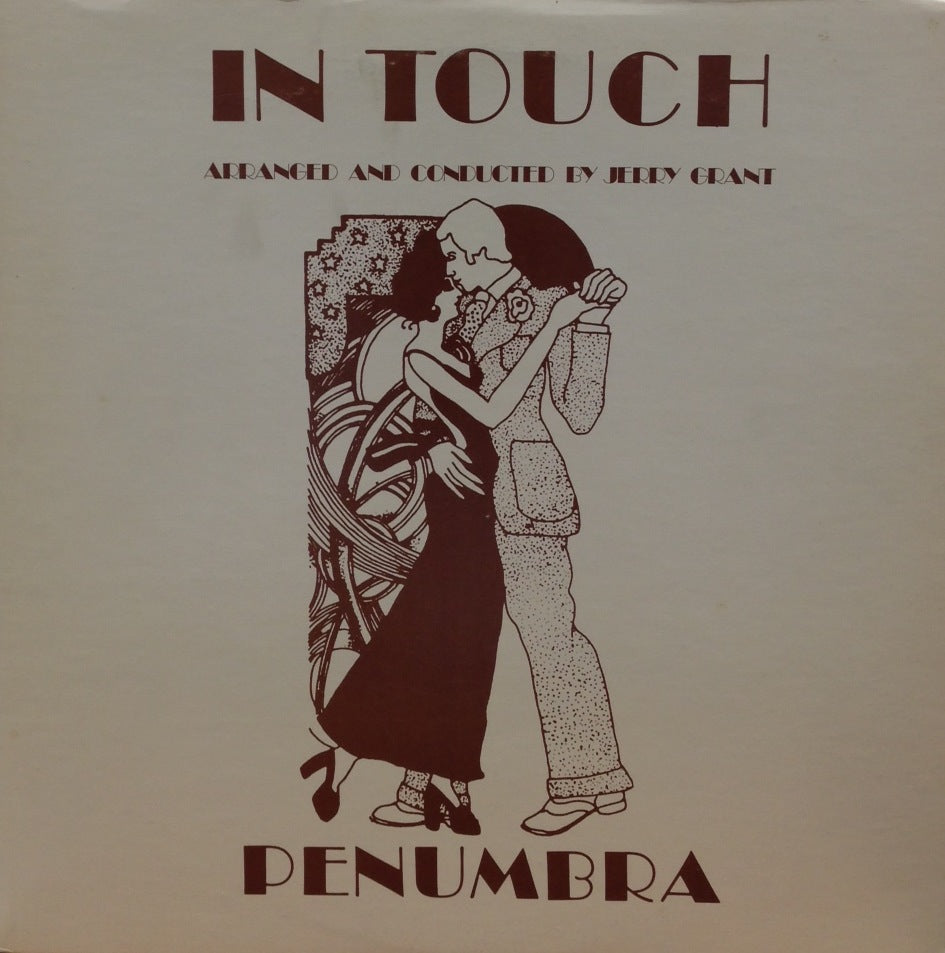 IN TOUCH
ARRANGED AND CONDUCTED BY JERRY GRANT
PENUMBRA